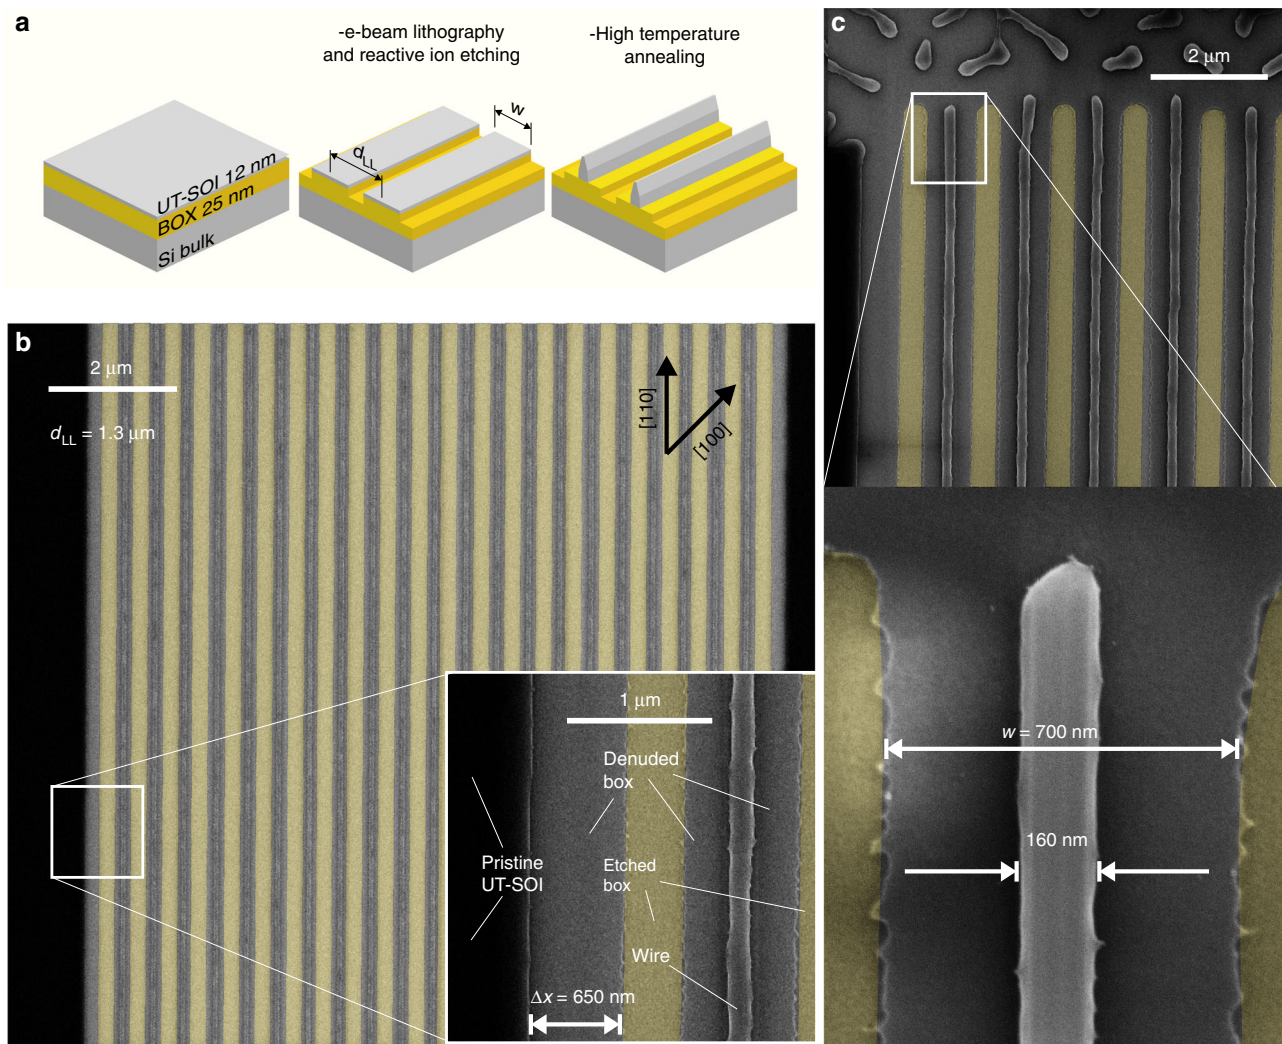 a
-e-beam lithography
and reactive ion etching
-High temperature
annealing
w
d_LL
UT-SOI 12 nm
BOX 25 nm
Si bulk
b
2 μm
d_LL = 1.3 μm
[110]
[100]
1 μm
Denuded
box
Pristine
UT-SOI
Etched
box
Wire
Δx = 650 nm
c
2 μm
w = 700 nm
160 nm